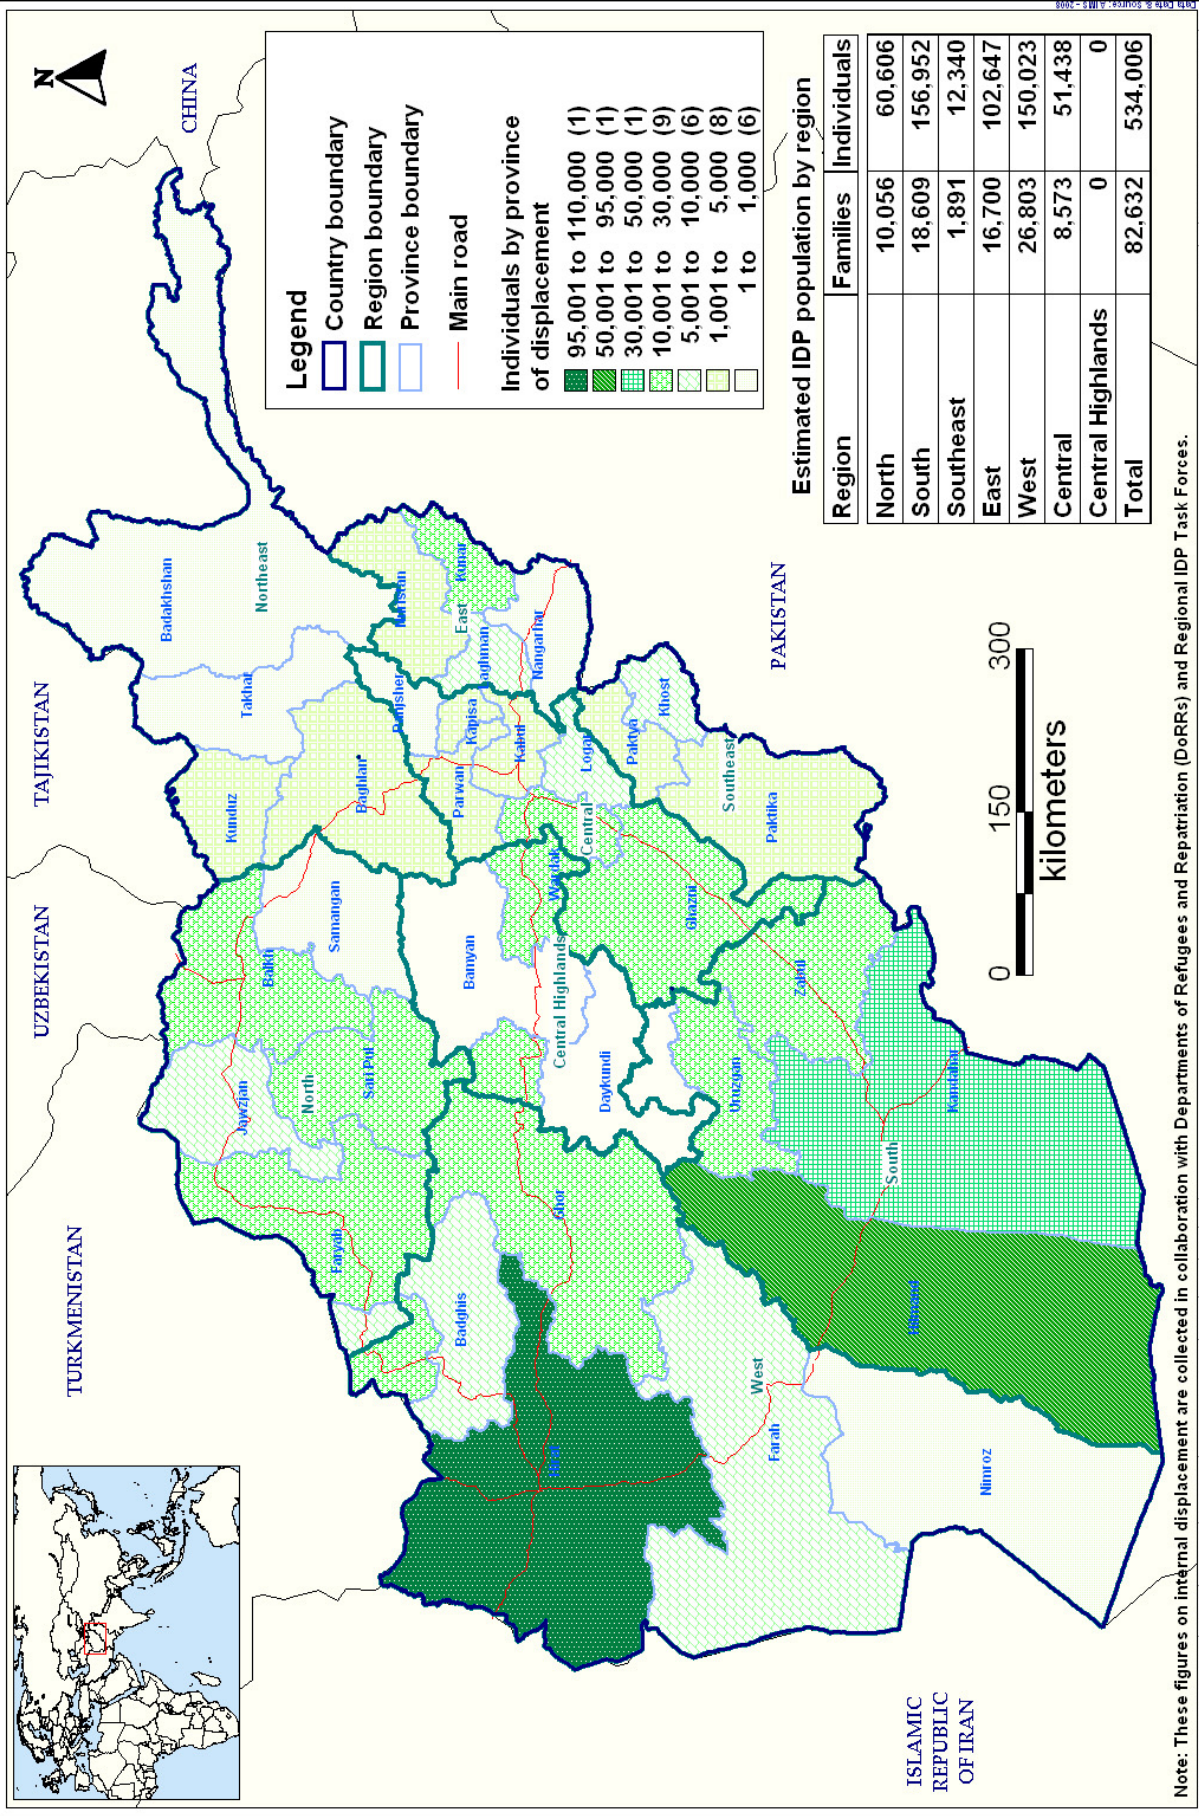 N
CHINA
TAJIKISTAN
UZBEKISTAN
TURKMENISTAN
ISLAMIC
REPUBLIC
OF IRAN
PAKISTAN
Badakhshan
Northeast
Takhar
Kunduz
Baghlan
Balkh
Samangan
Jawzjan
North
Sari Pul
Faryab
Badghis
Hirat
Ghor
West
Farah
Nimroz
Hilmand
South
Kandahar
Uruzgan
Zabul
Daykundi
Central Highlands
Bamyan
Wardak
Ghazni
Central
Parwan
Panjsher
Kapisa
Kabul
Logar
Nuristan
East
Kunar
Laghman
Nangarhar
Khost
Paktya
Southeast
Paktika
Legend
Country boundary
Region boundary
Province boundary
Main road
Individuals by province
of displacement
95,001 to 110,000 (1)
50,001 to 95,000 (1)
30,001 to 50,000 (1)
10,001 to 30,000 (9)
5,001 to 10,000 (6)
1,001 to 5,000 (8)
1 to 1,000 (6)
Estimated IDP population by region
Region Families Individuals
North 10,056 60,606
South 18,609 156,952
Southeast 1,891 12,340
East 16,700 102,647
West 26,803 150,023
Central 8,573 51,438
Central Highlands 0 0
Total 82,632 534,006
0 150 300
kilometers
Note: These figures on internal displacement are collected in collaboration with Departments of Refugees and Repatriation (DoRRs) and Regional IDP Task Forces.
Data Date & Source: AIMS - 2008